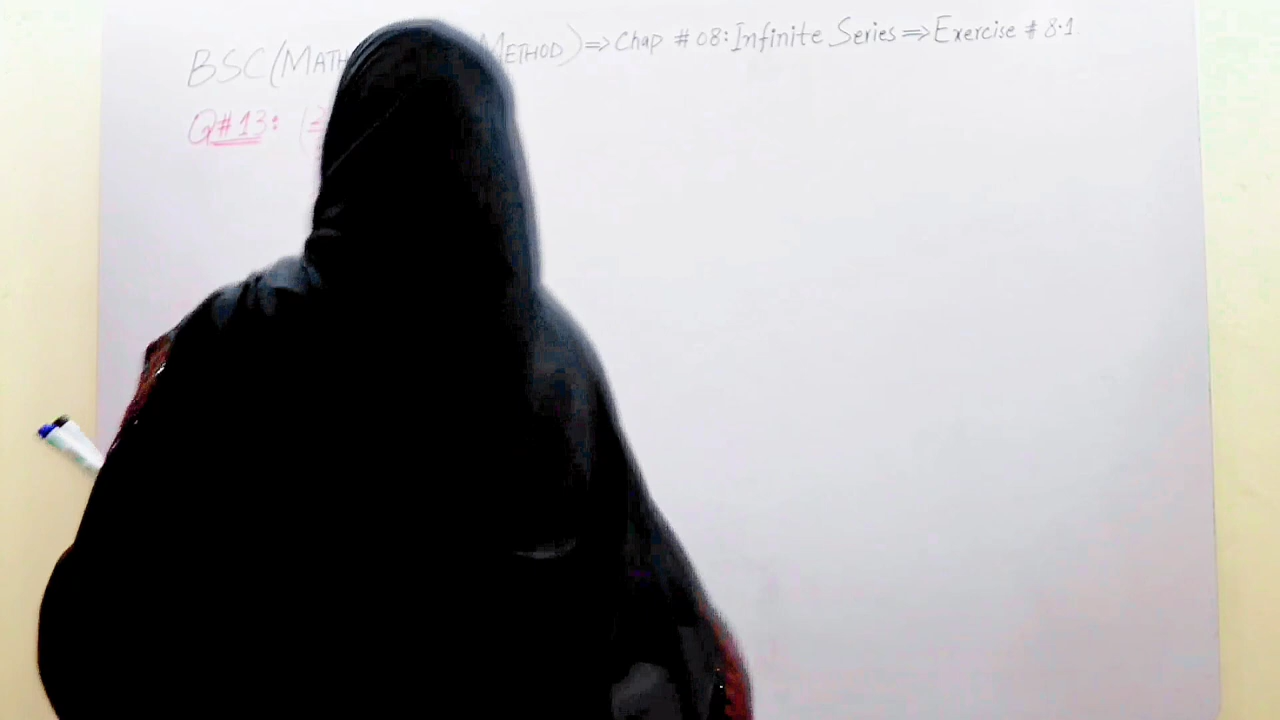 BSC (MATH METHOD) ⇒ Chap # 08: Infinite Series ⇒ Exercise # 8.1
Q#13: (